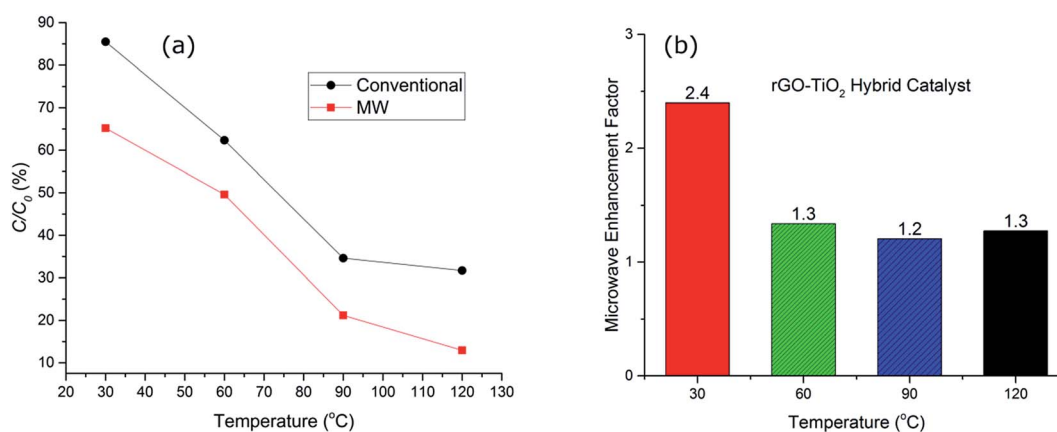 (a)
Conventional
MW
90
80
70
60
50
40
30
20
10
C/C₀ (%)
20 30 40 50 60 70 80 90 100 110 120 130
Temperature (°C)
(b)
rGO-TiO₂ Hybrid Catalyst
3
2
1
0
Microwave Enhancement Factor
2.4
1.3
1.2
1.3
30 60 90 120
Temperature (°C)